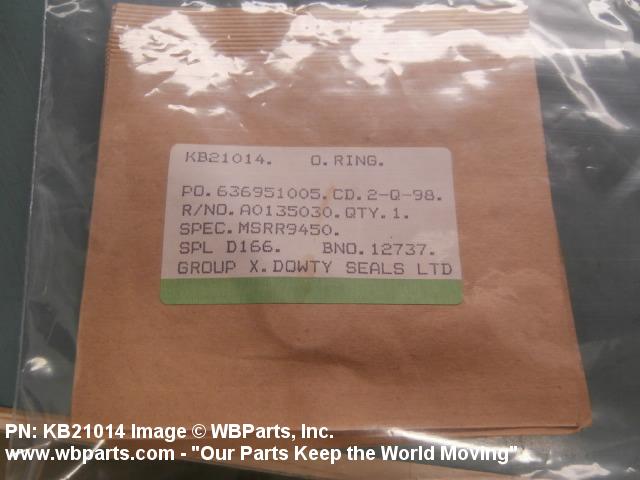 KB21014. O.RING.
PO.636951005.CD.2-Q-98.
R/NO.A0135030.QTY.1.
SPEC.MSRR9450.
SPL D166. BNO.12737.
GROUP X.DOWTY SEALS LTD
PN: KB21014 Image © WBParts, Inc.
www.wbparts.com - "Our Parts Keep the World Moving"